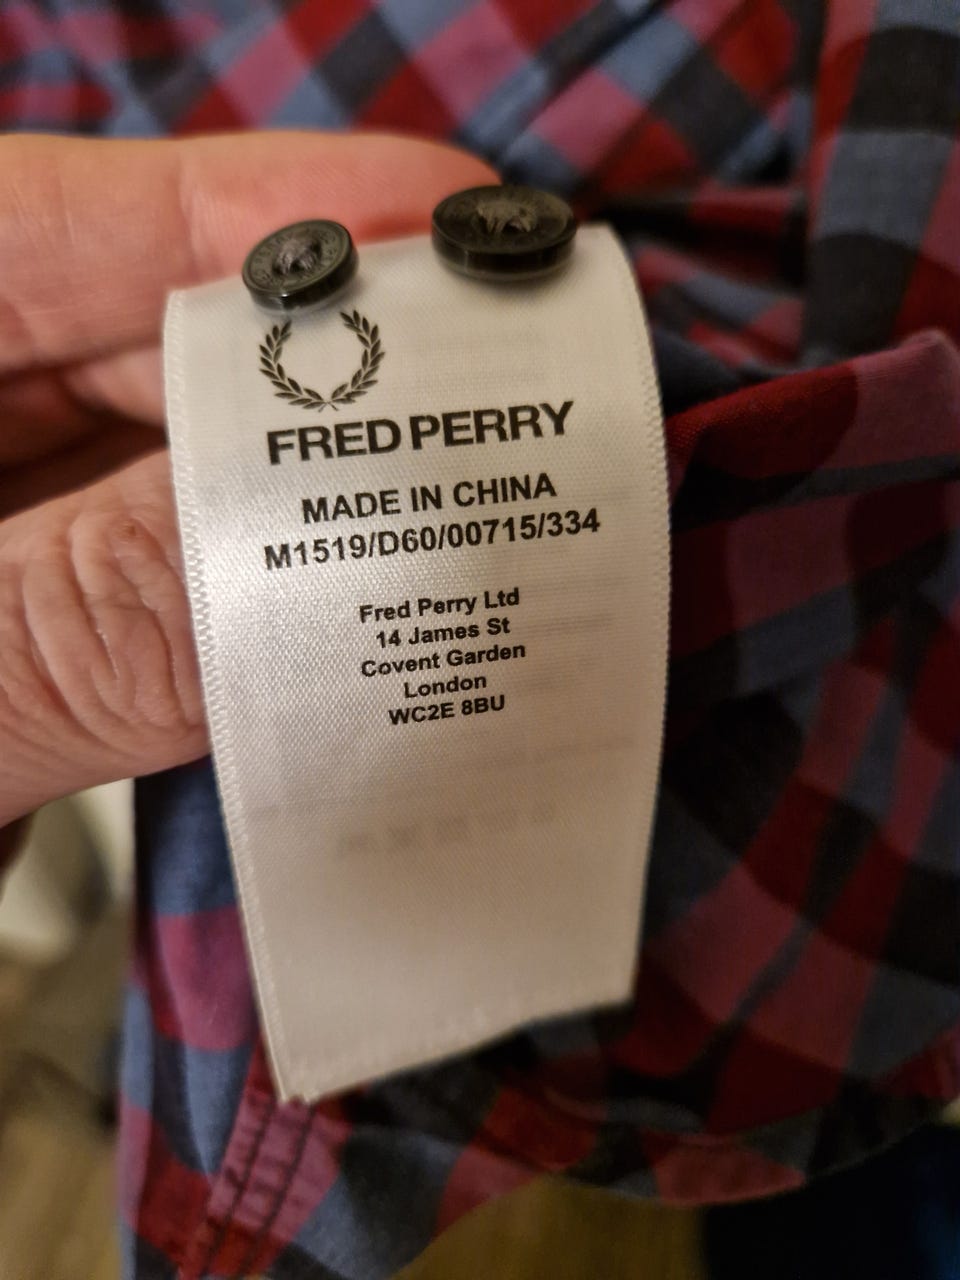 FRED PERRY
MADE IN CHINA
M1519/D60/00715/334
Fred Perry Ltd
14 James St
Covent Garden
London
WC2E 8BU